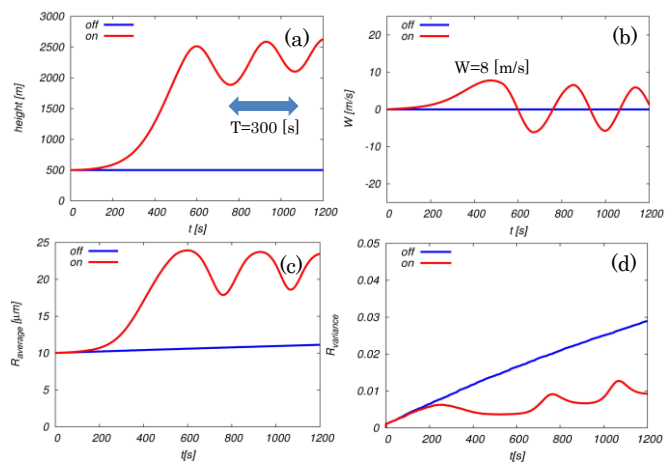 off
on
(a)
3000
2500
2000
1500
1000
500
0
height [m]
T=300 [s]
0 200 400 600 800 1000 1200
t [s]
off
on
(b)
W=8 [m/s]
20
10
0
-10
-20
W [m/s]
0 200 400 600 800 1000 1200
t [s]
off
on
(c)
25
20
15
10
5
0
R average [μm]
0 200 400 600 800 1000 1200
t[s]
off
on
(d)
0.05
0.04
0.03
0.02
0.01
0
R variance
0 200 400 600 800 1000 1200
t[s]